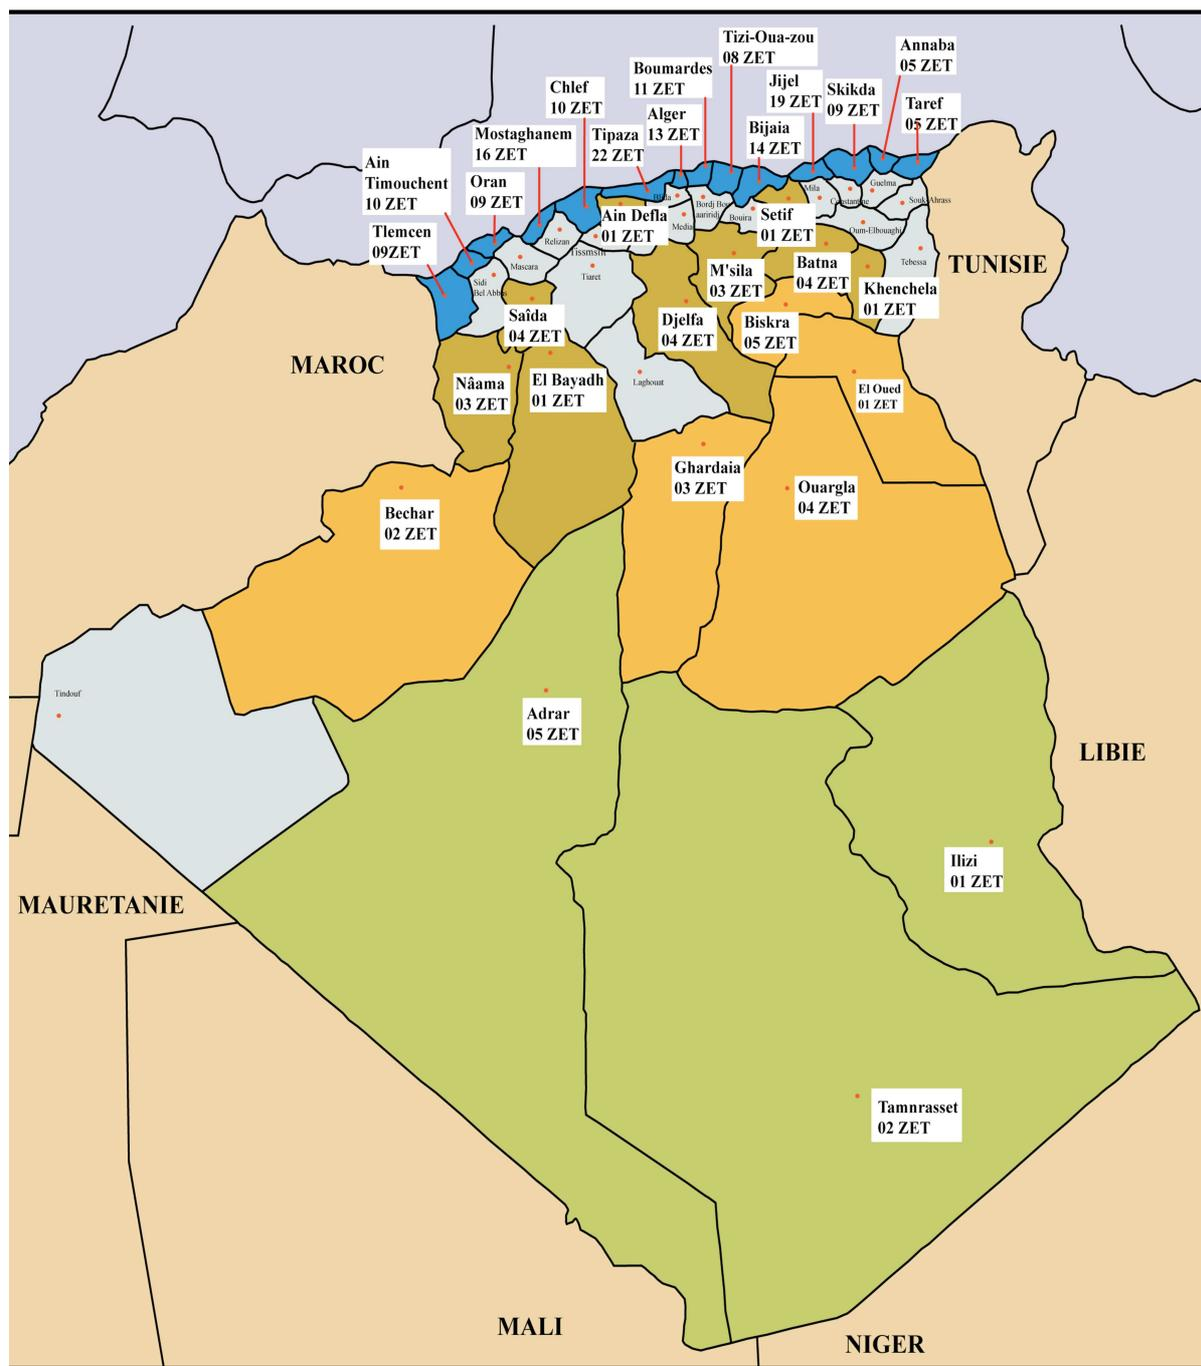 Tizi-Oua-zou
08 ZET
Annaba
05 ZET
Boumardes
11 ZET
Jijel
19 ZET
Skikda
09 ZET
Chlef
10 ZET
Taref
05 ZET
Alger
13 ZET
Bijaia
14 ZET
Mostaghanem
16 ZET
Tipaza
22 ZET
Ain
Timouchent
10 ZET
Oran
09 ZET
Tlemcen
09ZET
Mila
Guelma
Constantine
Souk-Ahrass
Blida
Bordj Bou
aariridj
Bouira
Media
Oum-Elbouaghi
Tebessa
Ain Defla
01 ZET
Setif
01 ZET
Relizan
Tissmsilt
Mascara
Tiaret
Sidi
Bel Abbas
TUNISIE
M'sila
03 ZET
Batna
04 ZET
Khenchela
01 ZET
Saîda
04 ZET
Djelfa
04 ZET
Biskra
05 ZET
MAROC
Nâama
03 ZET
El Bayadh
01 ZET
Laghouat
El Oued
01 ZET
Ghardaia
03 ZET
Ouargla
04 ZET
Bechar
02 ZET
Tindouf
Adrar
05 ZET
LIBIE
Ilizi
01 ZET
MAURETANIE
Tamnrasset
02 ZET
MALI
NIGER